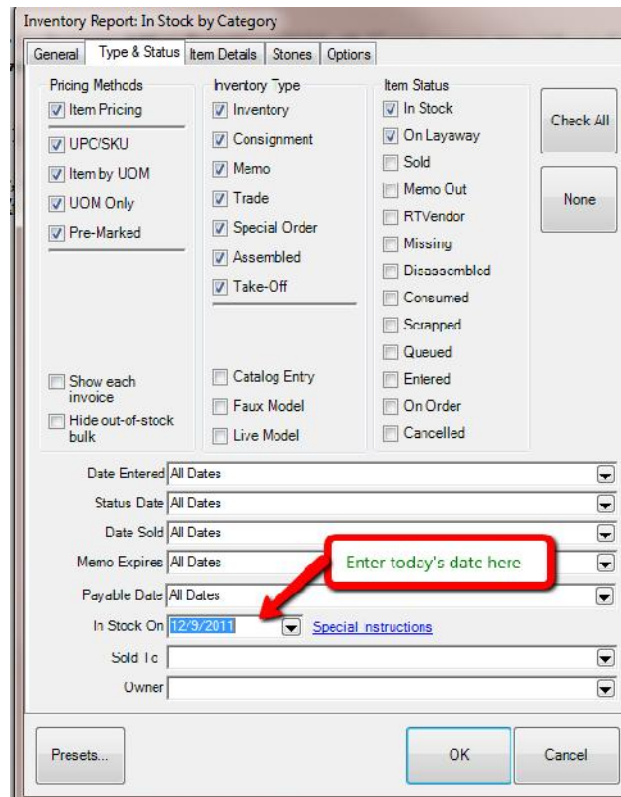 Inventory Report: In Stock by Category
General Type & Status Item Details Stones Options
Pricing Methods
Item Pricing
UPC/SKU
Item by UOM
UOM Only
Pre-Marked
Show each
invoice
Hide out-of-stock
bulk
Inventory Type
Inventory
Consignment
Memo
Trade
Special Order
Assembled
Take-Off
Catalog Entry
Faux Model
Live Model
Item Status
In Stock
On Layaway
Sold
Memo Out
RTVendor
Missing
Disassembled
Consumed
Scrapped
Queued
Entered
On Order
Cancelled
Check All
None
Date Entered All Dates
Status Date All Dates
Date Sold All Dates
Memo Expires All Dates
Enter today's date here
Payable Date All Dates
In Stock On 12/9/2011 Special Instructions
Sold To
Owner
Presets... OK Cancel